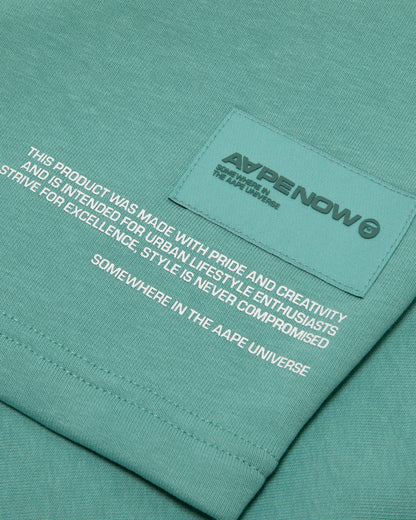 AAPE NOW
SOMEWHERE IN
THE AAPE UNIVERSE
THIS PRODUCT WAS MADE WITH PRIDE AND CREATIVITY
AND IS INTENDED FOR URBAN LIFESTYLE ENTHUSIASTS
STRIVE FOR EXCELLENCE, STYLE IS NEVER COMPROMISED
SOMEWHERE IN THE AAPE UNIVERSE